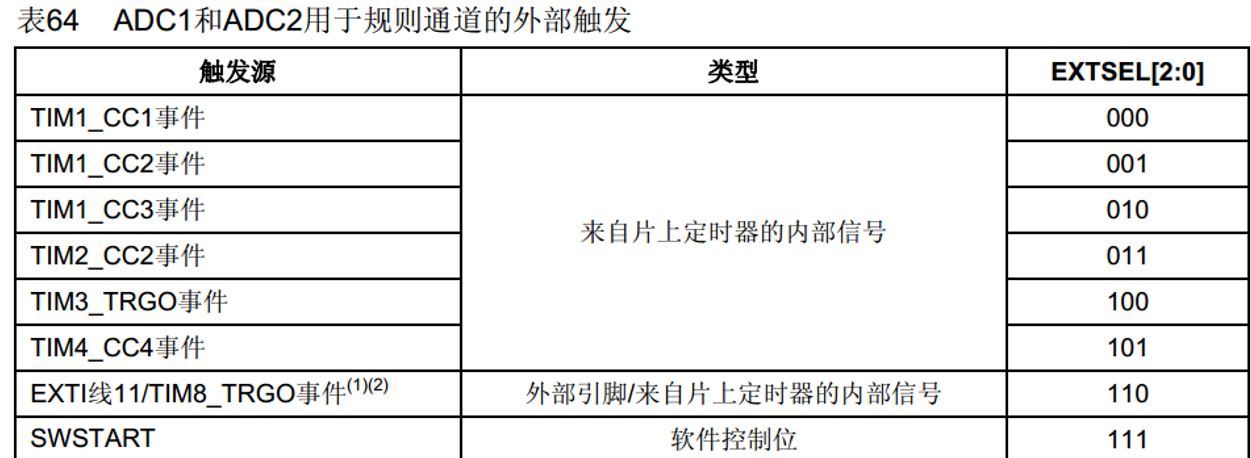 表64 ADC1和ADC2用于规则通道的外部触发
触发源 类型 EXTSEL[2:0]
TIM1_CC1事件 000
TIM1_CC2事件 001
TIM1_CC3事件 010
来自片上定时器的内部信号
TIM2_CC2事件 011
TIM3_TRGO事件 100
TIM4_CC4事件 101
EXTI线11/TIM8_TRGO事件(1)(2) 外部引脚/来自片上定时器的内部信号 110
SWSTART 软件控制位 111